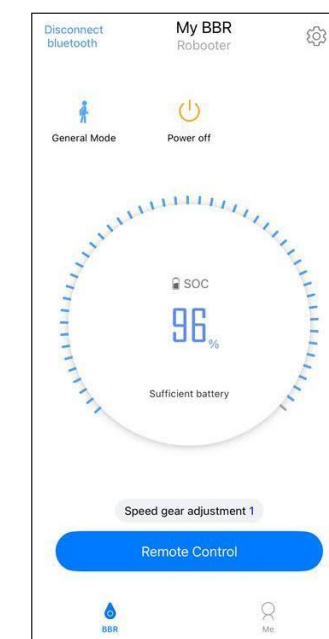 Disconnect
bluetooth
My BBR
Robooter
General Mode
Power off
SOC
96%
Sufficient battery
Speed gear adjustment 1
Remote Control
BBR
Me